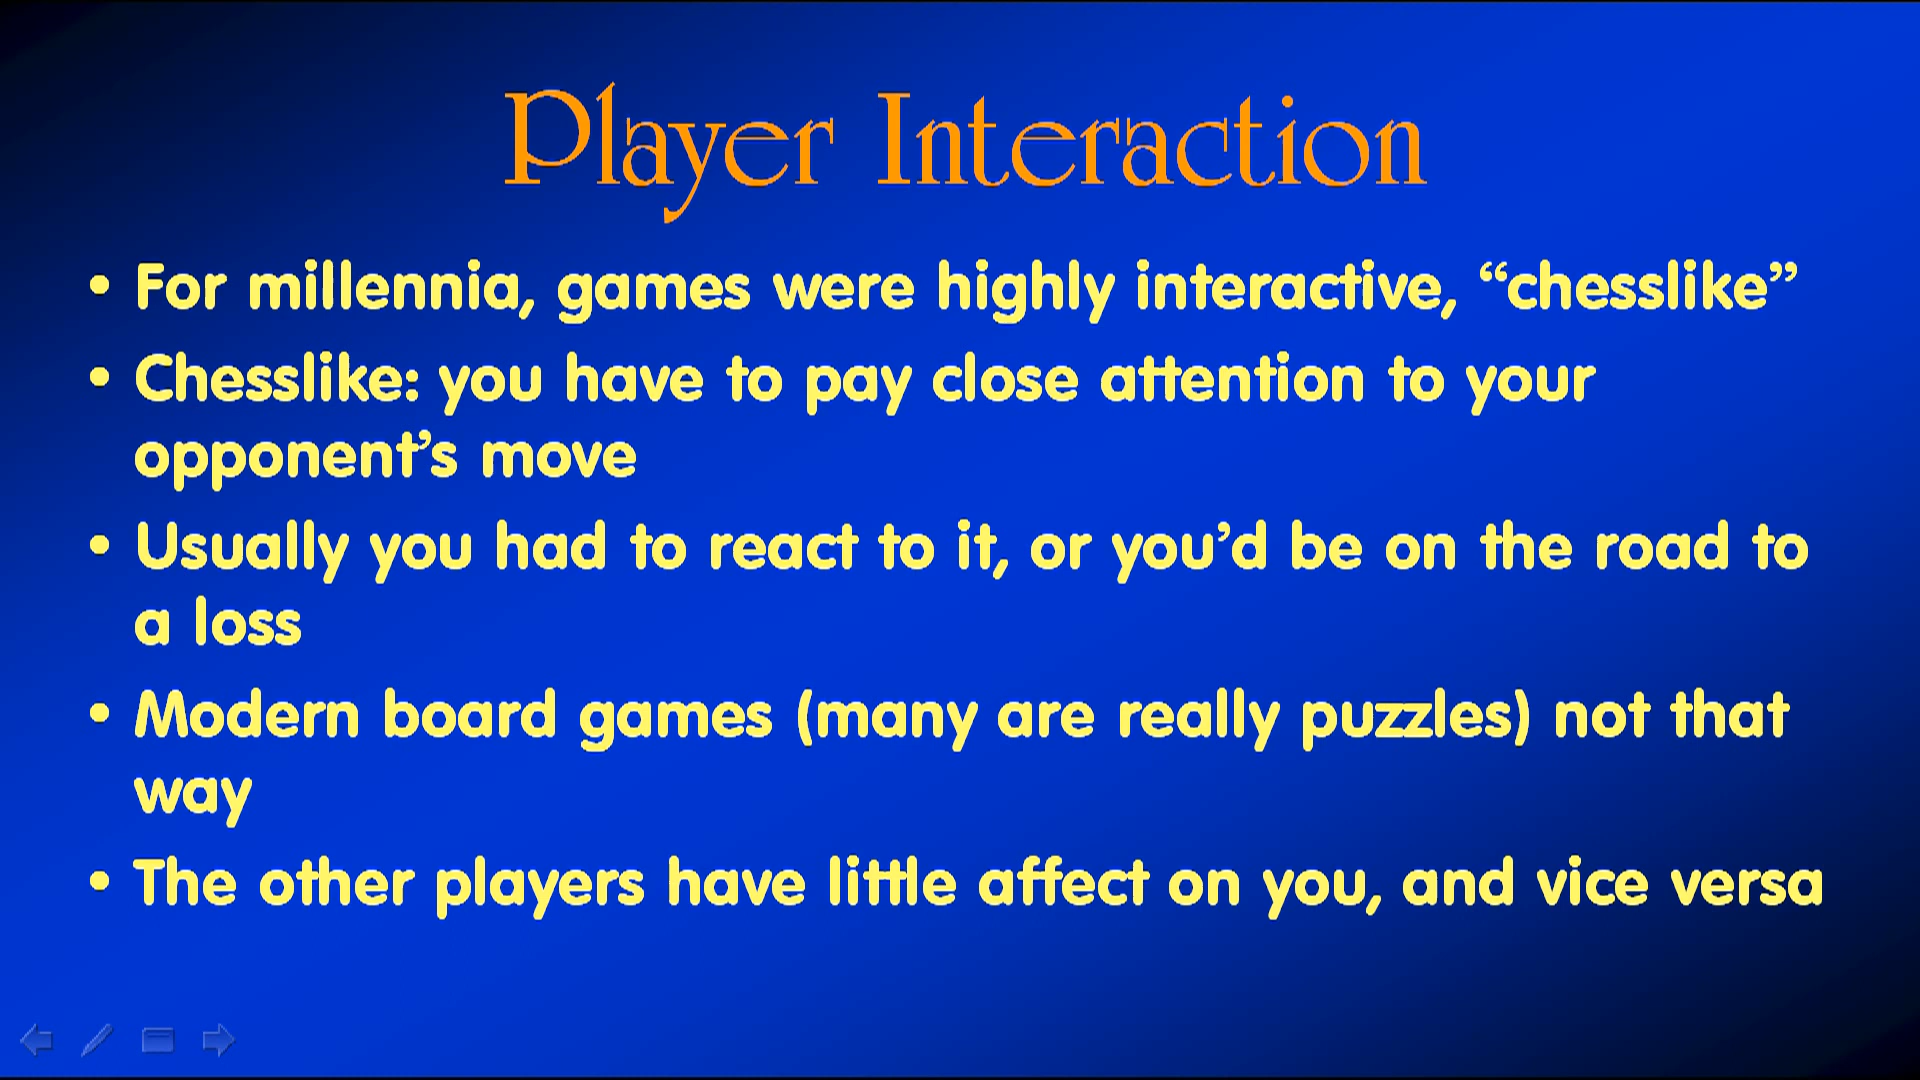 Player Interaction
• For millennia, games were highly interactive, “chesslike”
• Chesslike: you have to pay close attention to your
opponent’s move
• Usually you had to react to it, or you’d be on the road to
a loss
• Modern board games (many are really puzzles) not that
way
• The other players have little affect on you, and vice versa